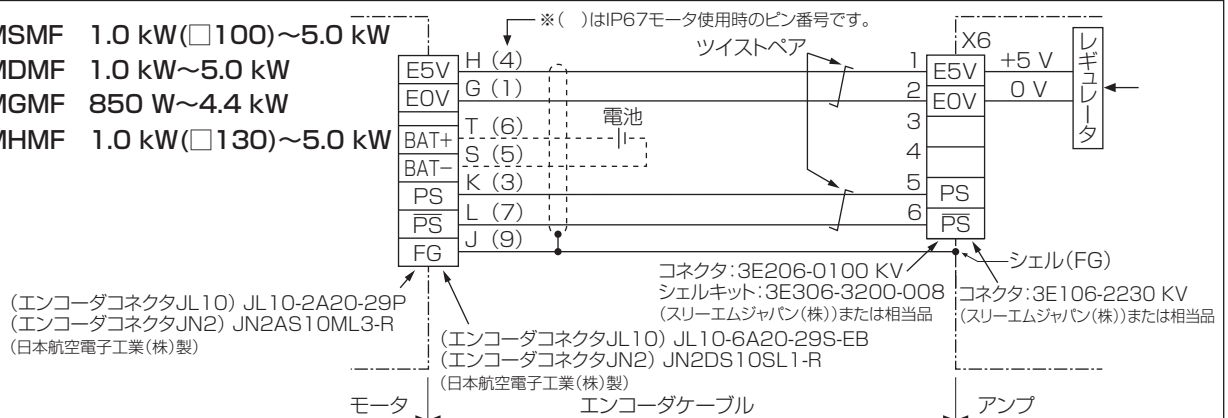 MSMF 1.0 kW(□100)～5.0 kW
MDMF 1.0 kW～5.0 kW
MGMF 850 W～4.4 kW
MHMF 1.0 kW(□130)～5.0 kW
※( )はIP67モータ使用時のピン番号です。
ツイストペア
X6
レギュレータ
E5V H (4) 1 E5V +5 V
E0V G (1) 2 E0V 0 V
電池
3
BAT+ T (6)
4
BAT− S (5)
PS K (3) 5 PS
P̅S̅ L (7) 6 P̅S̅
FG J (9)
シェル(FG)
コネクタ:3E206-0100 KV
シェルキット:3E306-3200-008
(スリーエムジャパン(株))または相当品
コネクタ:3E106-2230 KV
(スリーエムジャパン(株))または相当品
(エンコーダコネクタJL10) JL10-2A20-29P
(エンコーダコネクタJN2) JN2AS10ML3-R
(日本航空電子工業(株)製)
(エンコーダコネクタJL10) JL10-6A20-29S-EB
(エンコーダコネクタJN2) JN2DS10SL1-R
(日本航空電子工業(株)製)
モータ エンコーダケーブル アンプ